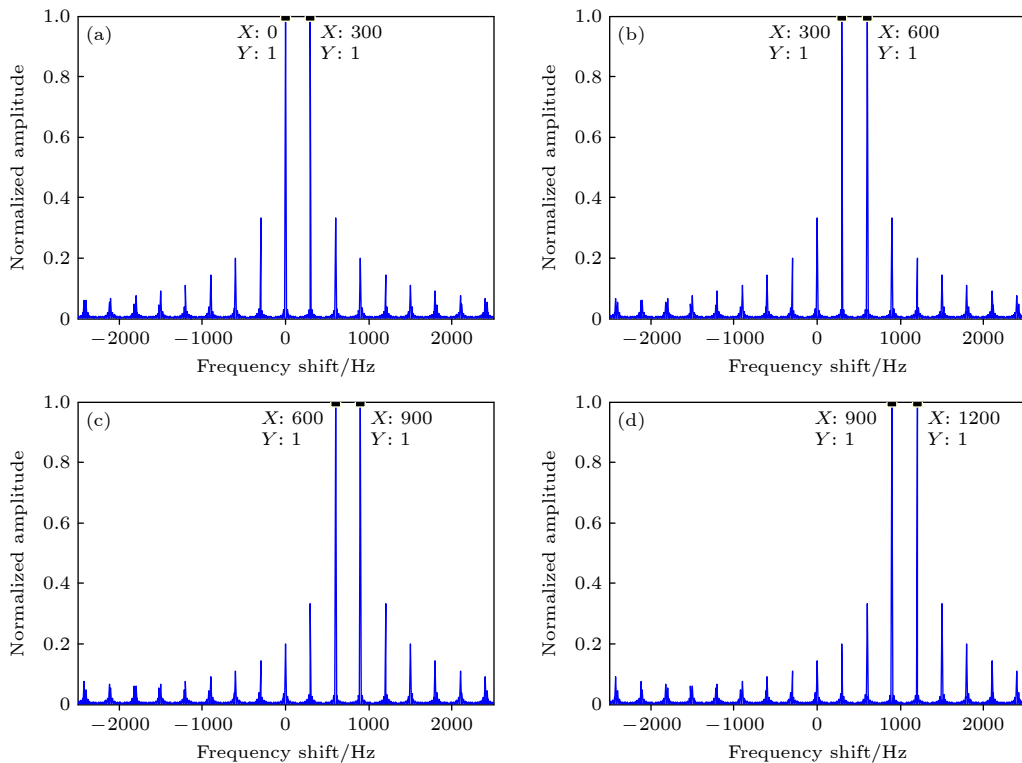 1.0
0.8
0.6
0.4
0.2
0
Normalized amplitude
(a)
X: 0
Y: 1
X: 300
Y: 1
−2000 −1000 0 1000 2000
Frequency shift/Hz
1.0
0.8
0.6
0.4
0.2
0
Normalized amplitude
(b)
X: 300
Y: 1
X: 600
Y: 1
−2000 −1000 0 1000 2000
Frequency shift/Hz
1.0
0.8
0.6
0.4
0.2
0
Normalized amplitude
(c)
X: 600
Y: 1
X: 900
Y: 1
−2000 −1000 0 1000 2000
Frequency shift/Hz
1.0
0.8
0.6
0.4
0.2
0
Normalized amplitude
(d)
X: 900
Y: 1
X: 1200
Y: 1
−2000 −1000 0 1000 2000
Frequency shift/Hz